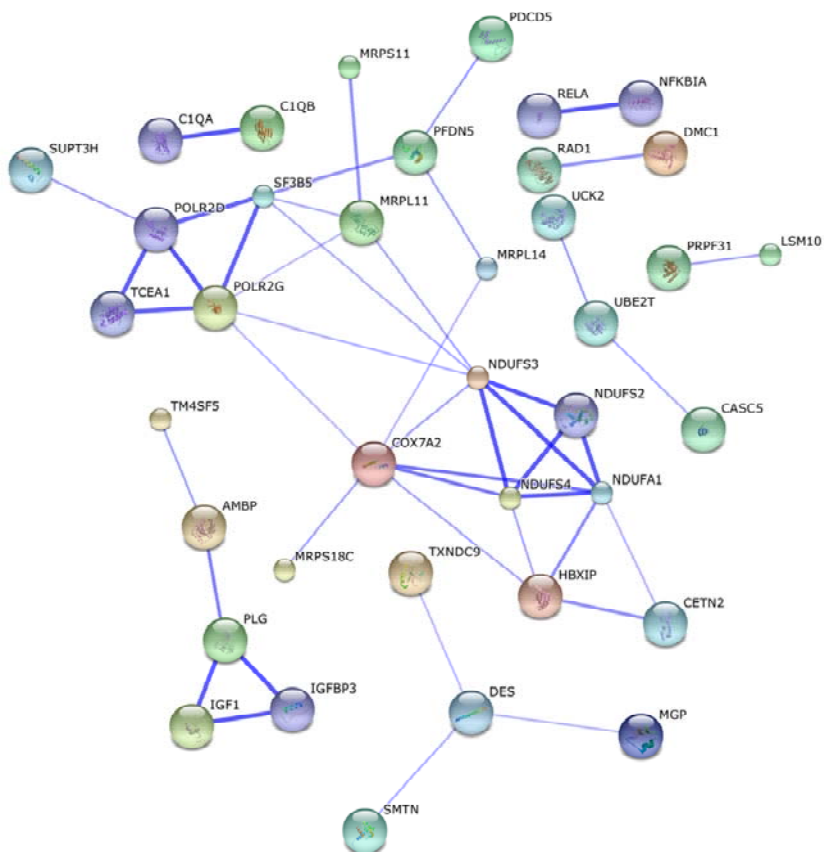 PDCD5
MRPS11
RELA
NFKBIA
C1QB
C1QA
PFDN5
DMC1
RAD1
SUPT3H
SF3B5
UCK2
POLR2D
MRPL11
PRPF31
LSM10
MRPL14
TCEA1
POLR2G
UBE2T
NDUFS3
NDUFS2
TM4SF5
CASC5
COX7A2
NDUFS4
NDUFA1
AMBP
MRPS18C
TXNDC9
HBXIP
CETN2
PLG
IGF1
IGFBP3
DES
MGP
SMTN